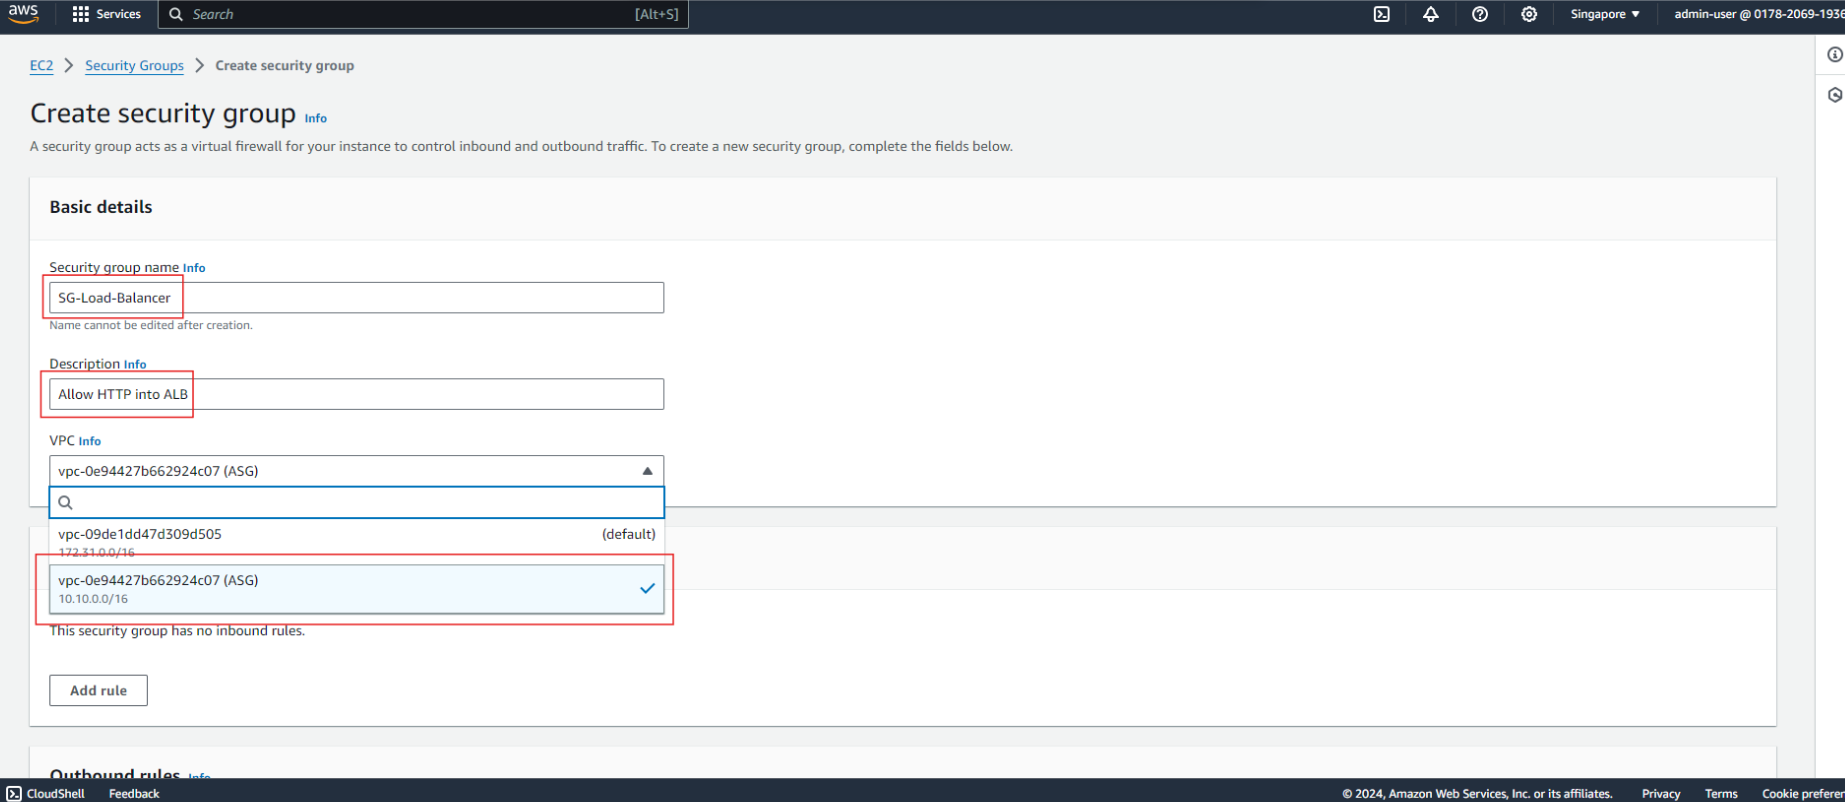 aws
Services
Search
[Alt+S]
Singapore
admin-user @ 0178-2069-1936
EC2
Security Groups
Create security group
Create security group Info
A security group acts as a virtual firewall for your instance to control inbound and outbound traffic. To create a new security group, complete the fields below.
Basic details
Security group name Info
SG-Load-Balancer
Name cannot be edited after creation.
Description Info
Allow HTTP into ALB
VPC Info
vpc-0e94427b662924c07 (ASG)
vpc-09de1dd47d309d505 (default)
172.31.0.0/16
vpc-0e94427b662924c07 (ASG)
10.10.0.0/16
This security group has no inbound rules.
Add rule
Outbound rules Info
CloudShell
Feedback
© 2024, Amazon Web Services, Inc. or its affiliates.
Privacy
Terms
Cookie preferen